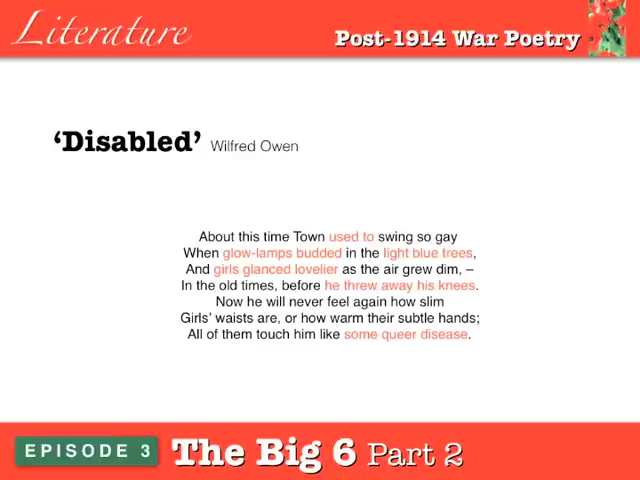 Literature
Post-1914 War Poetry
‘Disabled’ Wilfred Owen
About this time Town used to swing so gay
When glow-lamps budded in the light blue trees,
And girls glanced lovelier as the air grew dim, –
In the old times, before he threw away his knees.
Now he will never feel again how slim
Girls’ waists are, or how warm their subtle hands;
All of them touch him like some queer disease.
EPISODE 3
The Big 6 Part 2